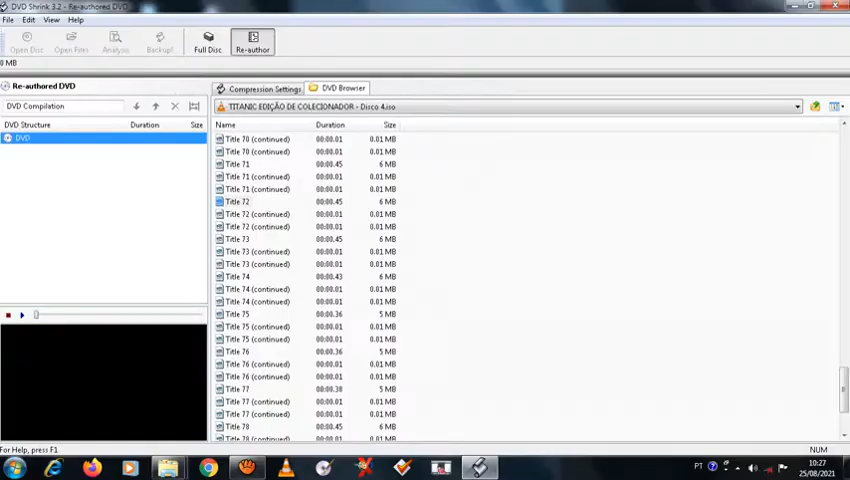 DVD Shrink 3.2 - Re-authored DVD
File Edit View Help
Open Disc Open Files Analysis Backup! Full Disc Re-author
0 MB
Re-authored DVD
Compression Settings DVD Browser
DVD Compilation
TITANIC EDIÇÃO DE COLECIONADOR - Disco 4.iso
DVD Structure Duration Size
Name Duration Size
DVD
Title 70 (continued) 00:00.01 0.01 MB
Title 70 (continued) 00:00.01 0.01 MB
Title 71 00:00.45 6 MB
Title 71 (continued) 00:00.01 0.01 MB
Title 71 (continued) 00:00.01 0.01 MB
Title 72 00:00.45 6 MB
Title 72 (continued) 00:00.01 0.01 MB
Title 72 (continued) 00:00.01 0.01 MB
Title 73 00:00.45 6 MB
Title 73 (continued) 00:00.01 0.01 MB
Title 73 (continued) 00:00.01 0.01 MB
Title 74 00:00.43 6 MB
Title 74 (continued) 00:00.01 0.01 MB
Title 74 (continued) 00:00.01 0.01 MB
Title 75 00:00.36 5 MB
Title 75 (continued) 00:00.01 0.01 MB
Title 75 (continued) 00:00.01 0.01 MB
Title 76 00:00.36 5 MB
Title 76 (continued) 00:00.01 0.01 MB
Title 76 (continued) 00:00.01 0.01 MB
Title 77 00:00.38 5 MB
Title 77 (continued) 00:00.01 0.01 MB
Title 77 (continued) 00:00.01 0.01 MB
Title 78 00:00.45 6 MB
Title 78 (continued) 00:00.01 0.01 MB
For Help, press F1 NUM
PT 10:27
25/08/2021